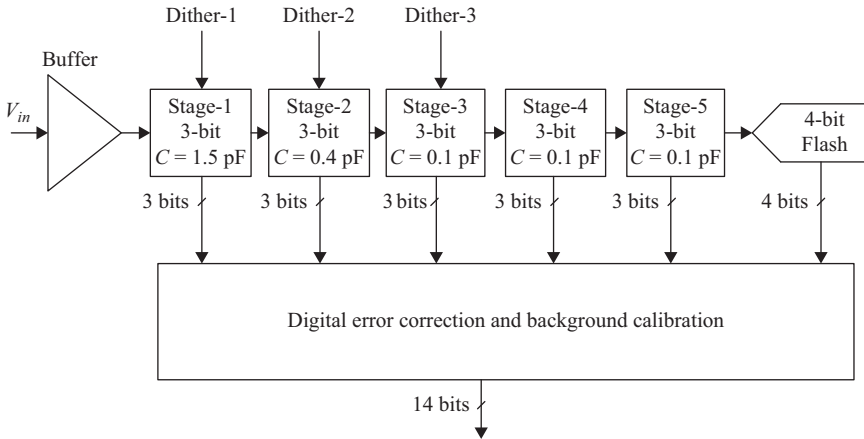 Dither-1 Dither-2 Dither-3
Buffer
V_in
Stage-1
3-bit
C = 1.5 pF
Stage-2
3-bit
C = 0.4 pF
Stage-3
3-bit
C = 0.1 pF
Stage-4
3-bit
C = 0.1 pF
Stage-5
3-bit
C = 0.1 pF
4-bit
Flash
3 bits 3 bits 3 bits 3 bits 3 bits 4 bits
Digital error correction and background calibration
14 bits